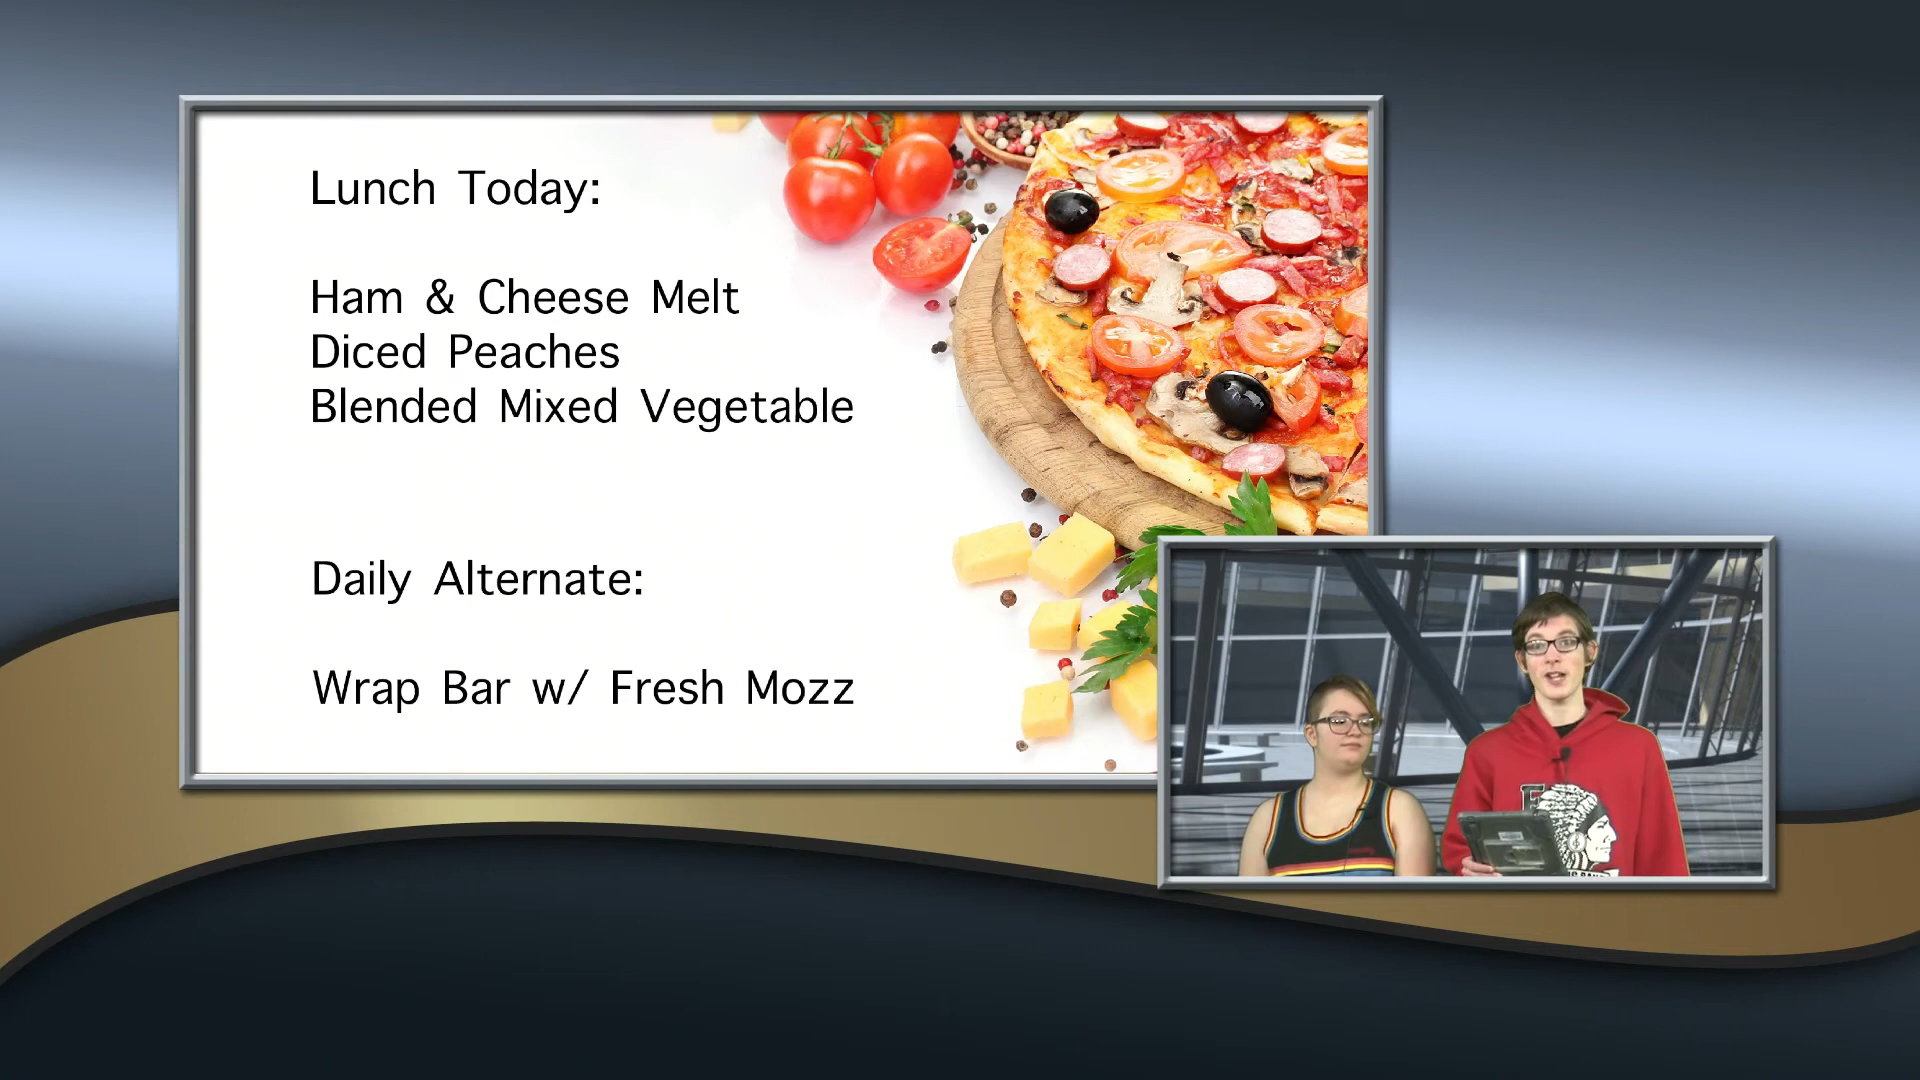 Lunch Today:
Ham & Cheese Melt
Diced Peaches
Blended Mixed Vegetable
Daily Alternate:
Wrap Bar w/ Fresh Mozz